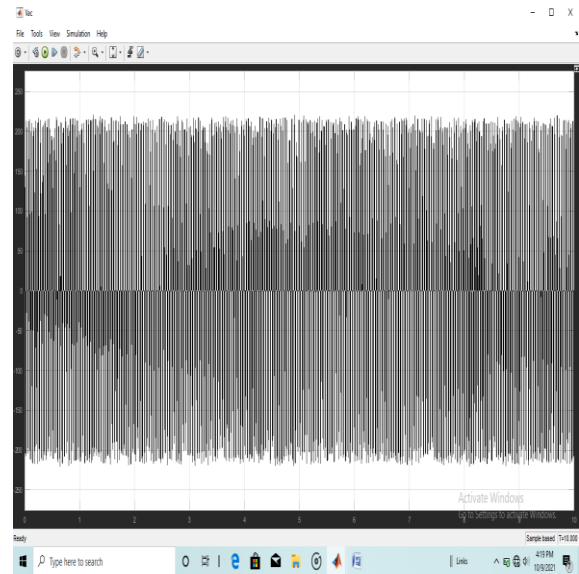 Vac
File Tools View Simulation Help
250
200
150
100
50
0
-50
-100
-150
-200
-250
0 1 2 3 4 5 6 7 8 9 10
Activate Windows
Go to Settings to activate Windows.
Ready Sample based T=10.000
Type here to search
Links
4:19 PM
10/9/2021